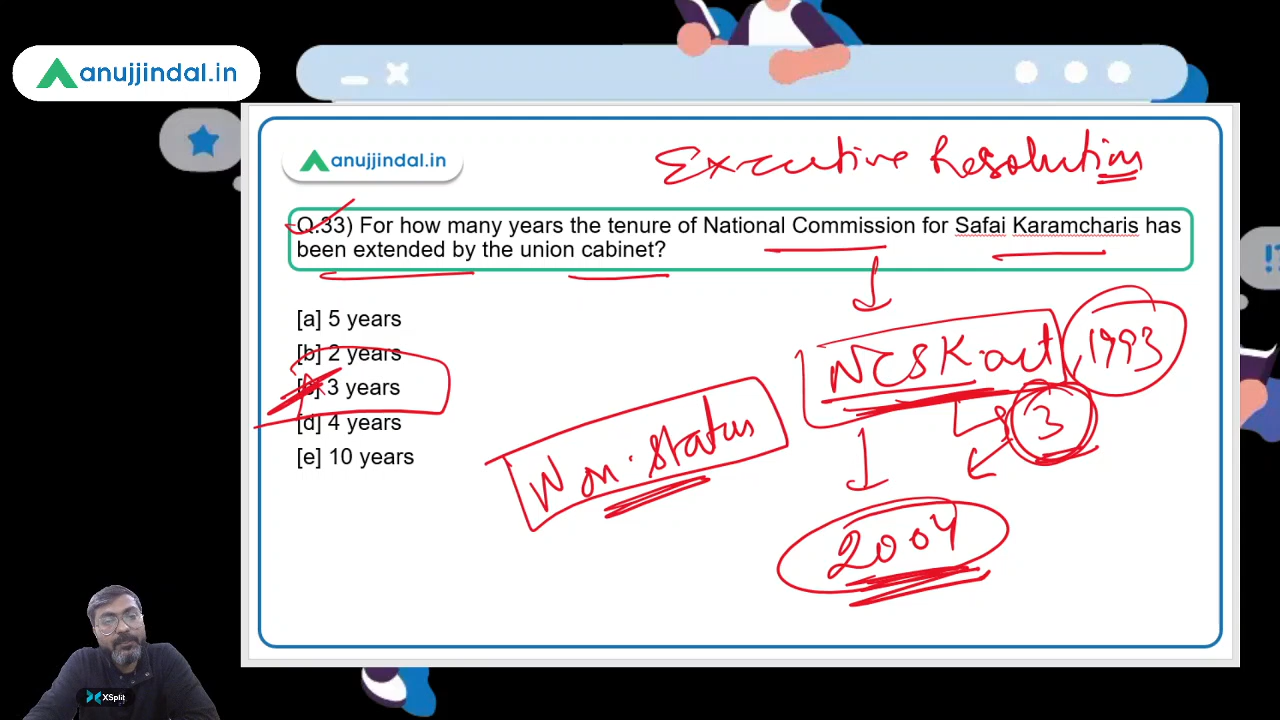 anujjindal.in
anujjindal.in
Executive Resolution
Q.33) For how many years the tenure of National Commission for Safai Karamcharis has
been extended by the union cabinet?
[a] 5 years
[b] 2 years
3 years
[d] 4 years
[e] 10 years
NCSK act 1993
3
Non. Status
2004
XSplit